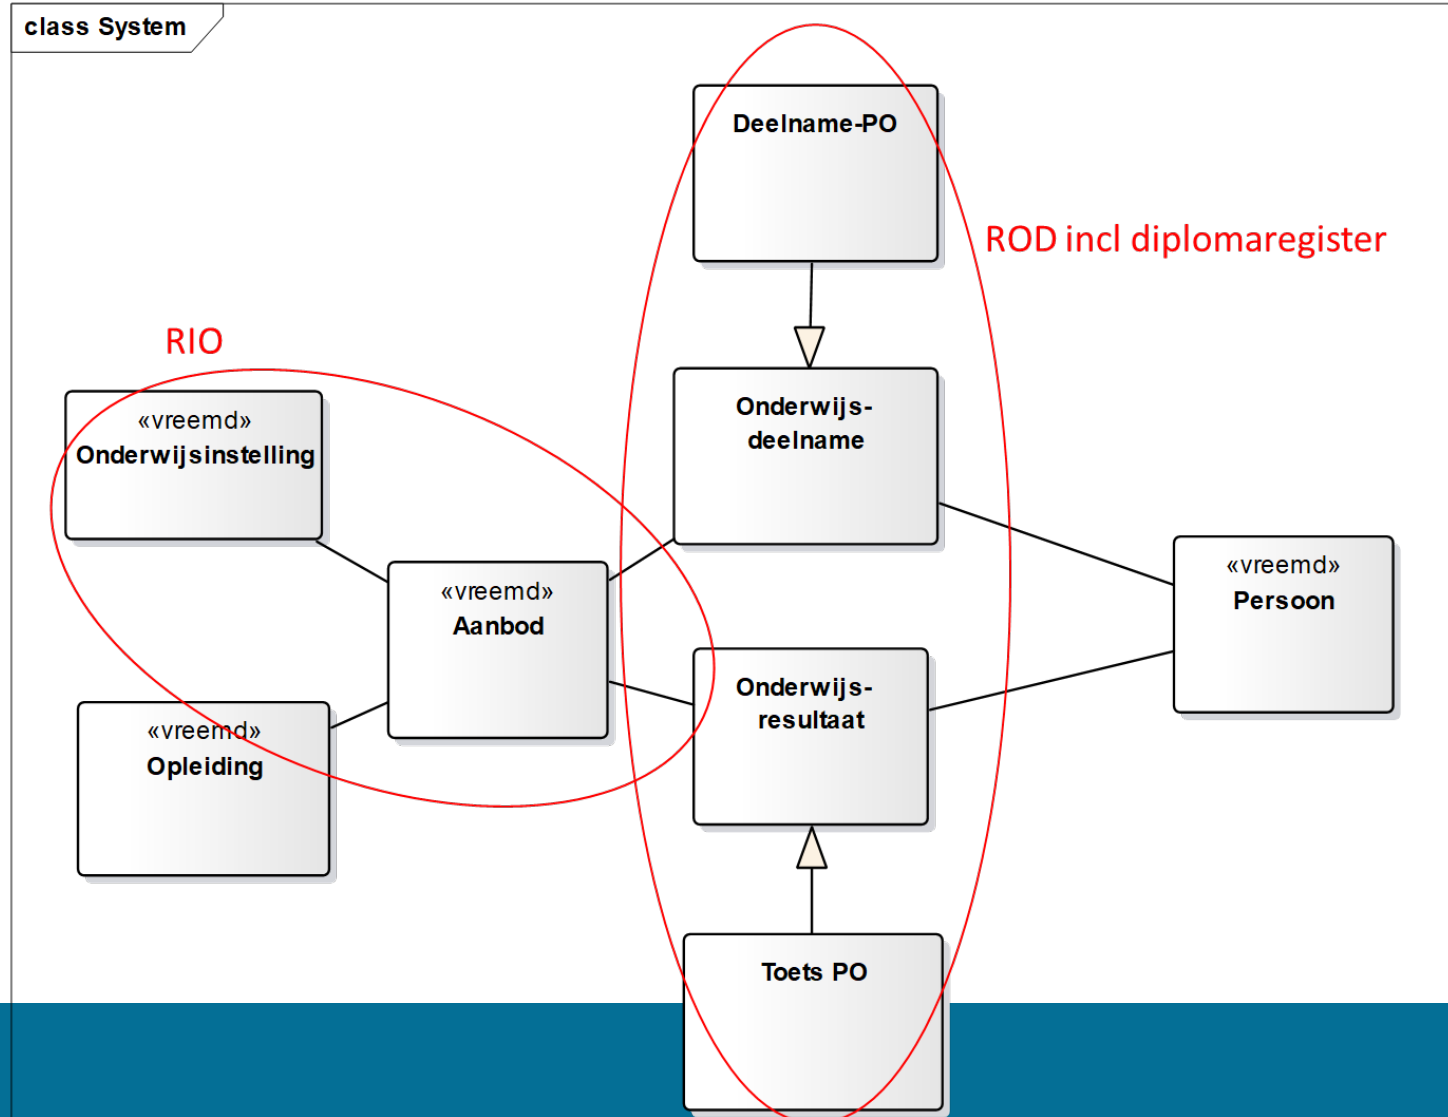 class System
Deelname-PO
ROD incl diplomaregister
RIO
«vreemd»
Onderwijsinstelling
Onderwijs-
deelname
«vreemd»
Aanbod
«vreemd»
Persoon
Onderwijs-
resultaat
«vreemd»
Opleiding
Toets PO